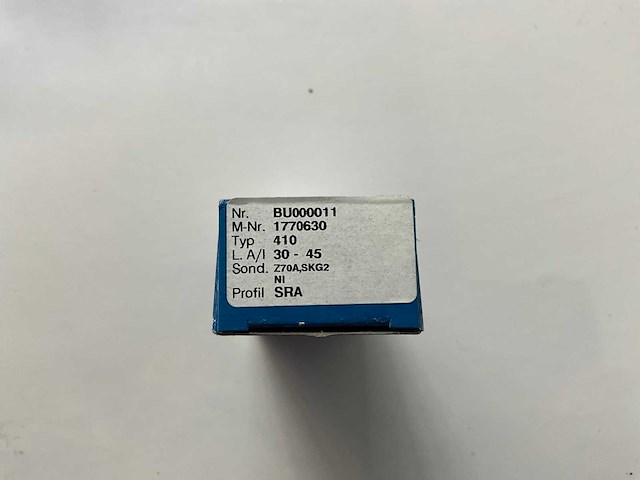 Nr. BU000011
M-Nr. 1770630
Typ 410
L. A/I 30 - 45
Sond. Z70A,SKG2
NI
Profil SRA